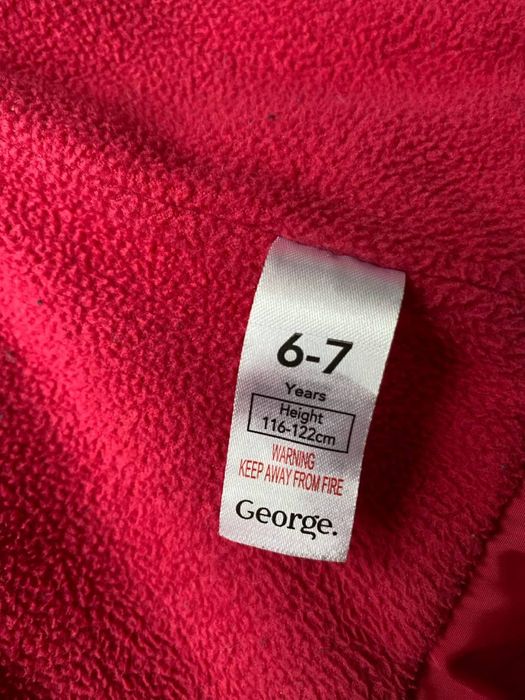 6-7
Years
Height
116-122cm
WARNING
KEEP AWAY FROM FIRE
George.